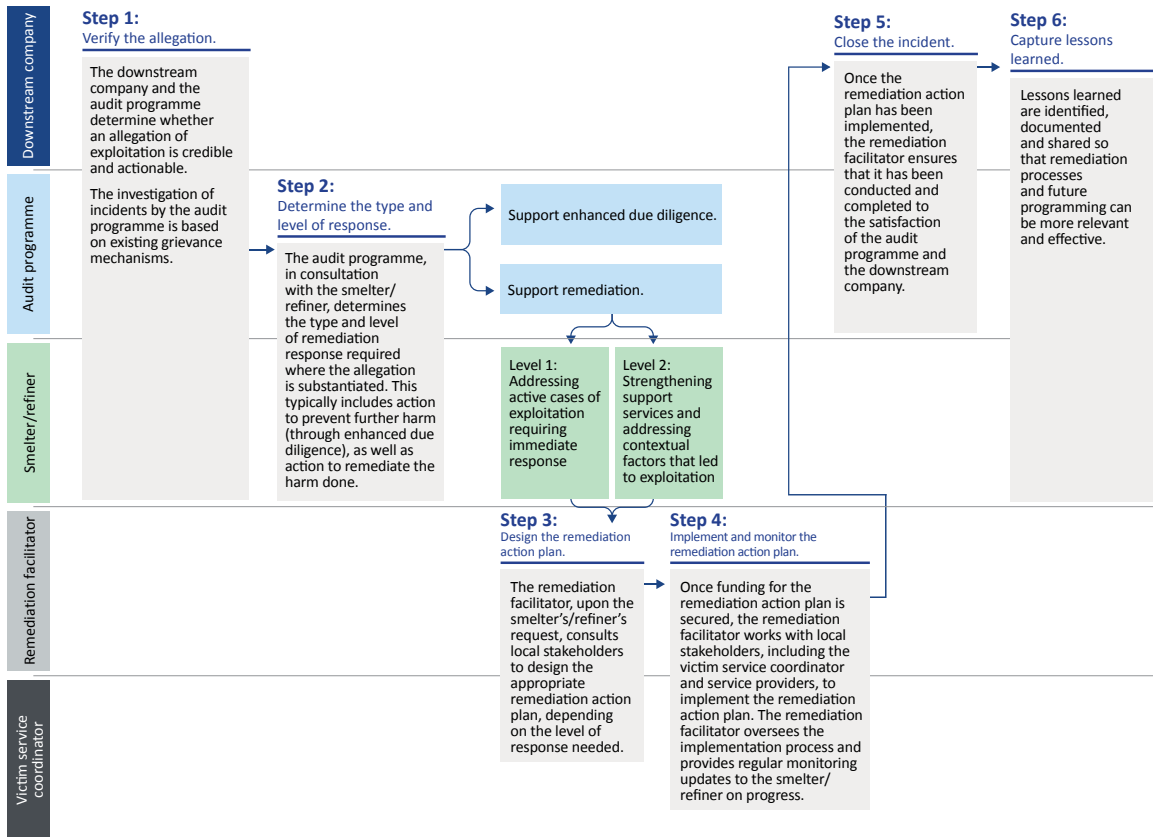 Downstream company
Audit programme
Smelter/refiner
Remediation facilitator
Victim service
coordinator
Step 1:
Verify the allegation.
The downstream
company and the
audit programme
determine whether
an allegation of
exploitation is credible
and actionable.
The investigation of
incidents by the audit
programme is based
on existing grievance
mechanisms.
Step 2:
Determine the type and
level of response.
The audit programme,
in consultation
with the smelter/
refiner, determines
the type and level
of remediation
response required
where the allegation
is substantiated. This
typically includes action
to prevent further harm
(through enhanced due
diligence), as well as
action to remediate the
harm done.
Support enhanced due diligence.
Support remediation.
Level 1:
Addressing
active cases of
exploitation
requiring
immediate
response
Level 2:
Strengthening
support
services and
addressing
contextual
factors that led
to exploitation
Step 3:
Design the remediation
action plan.
The remediation
facilitator, upon the
smelter’s/refiner’s
request, consults
local stakeholders
to design the
appropriate
remediation action
plan, depending
on the level of
response needed.
Step 4:
Implement and monitor the
remediation action plan.
Once funding for the
remediation action plan is
secured, the remediation
facilitator works with local
stakeholders, including the
victim service coordinator
and service providers, to
implement the remediation
action plan. The remediation
facilitator oversees the
implementation process and
provides regular monitoring
updates to the smelter/
refiner on progress.
Step 5:
Close the incident.
Once the
remediation action
plan has been
implemented,
the remediation
facilitator ensures
that it has been
conducted and
completed to
the satisfaction
of the audit
programme and
the downstream
company.
Step 6:
Capture lessons
learned.
Lessons learned
are identified,
documented
and shared so
that remediation
processes
and future
programming can
be more relevant
and effective.